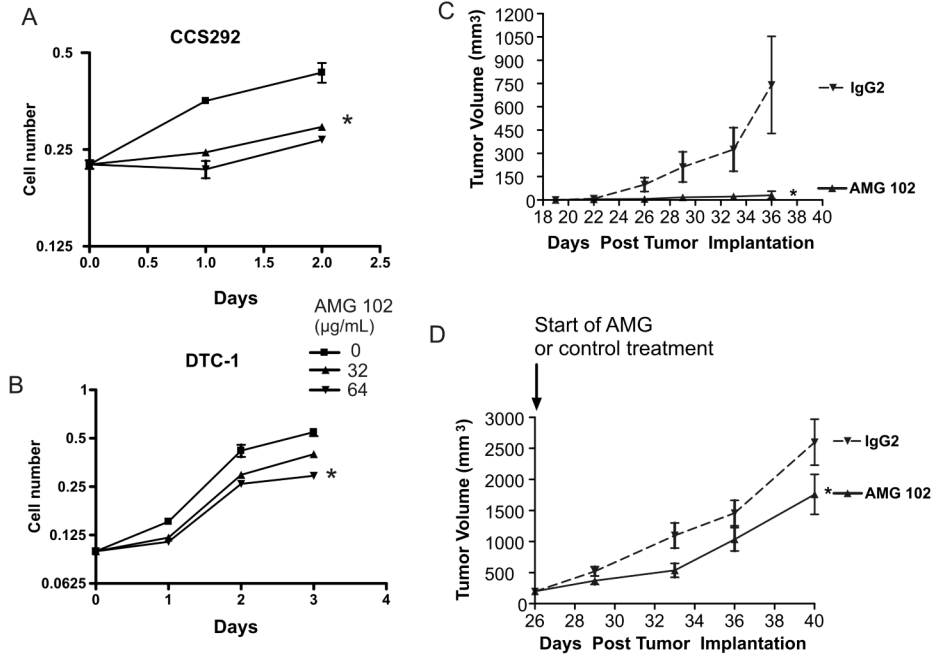 A
CCS292
0.5
0.25
0.125
Cell number
0.0 0.5 1.0 1.5 2.0 2.5
Days
*
AMG 102
(µg/mL)
0
32
64
B
DTC-1
1
0.5
0.25
0.125
0.0625
Cell number
0 1 2 3 4
Days
*
C
1200
1050
900
750
600
450
300
150
0
Tumor Volume (mm3)
18 20 22 24 26 28 30 32 34 36 38 40
Days Post Tumor Implantation
IgG2
* AMG 102
D
Start of AMG
or control treatment
3000
2500
2000
1500
1000
500
0
Tumor Volume (mm3)
26 28 30 32 34 36 38 40
Days Post Tumor Implantation
IgG2
* AMG 102